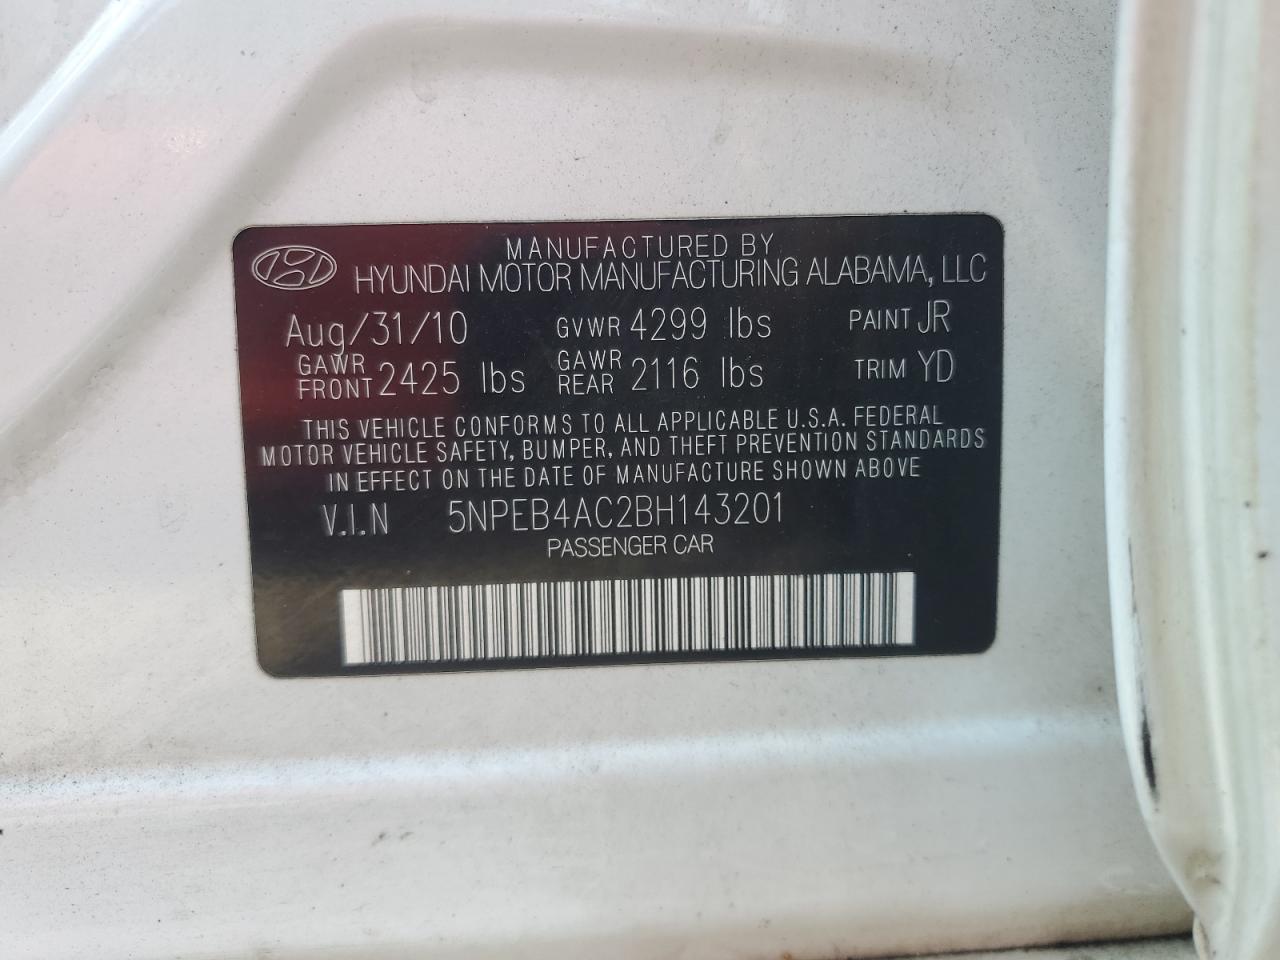 MANUFACTURED BY
HYUNDAI MOTOR MANUFACTURING ALABAMA, LLC
Aug/31/10 GVWR 4299 lbs PAINT JR
GAWR FRONT 2425 lbs GAWR REAR 2116 lbs TRIM YD
THIS VEHICLE CONFORMS TO ALL APPLICABLE U.S.A. FEDERAL
MOTOR VEHICLE SAFETY, BUMPER, AND THEFT PREVENTION STANDARDS
IN EFFECT ON THE DATE OF MANUFACTURE SHOWN ABOVE
V.I.N 5NPEB4AC2BH143201
PASSENGER CAR